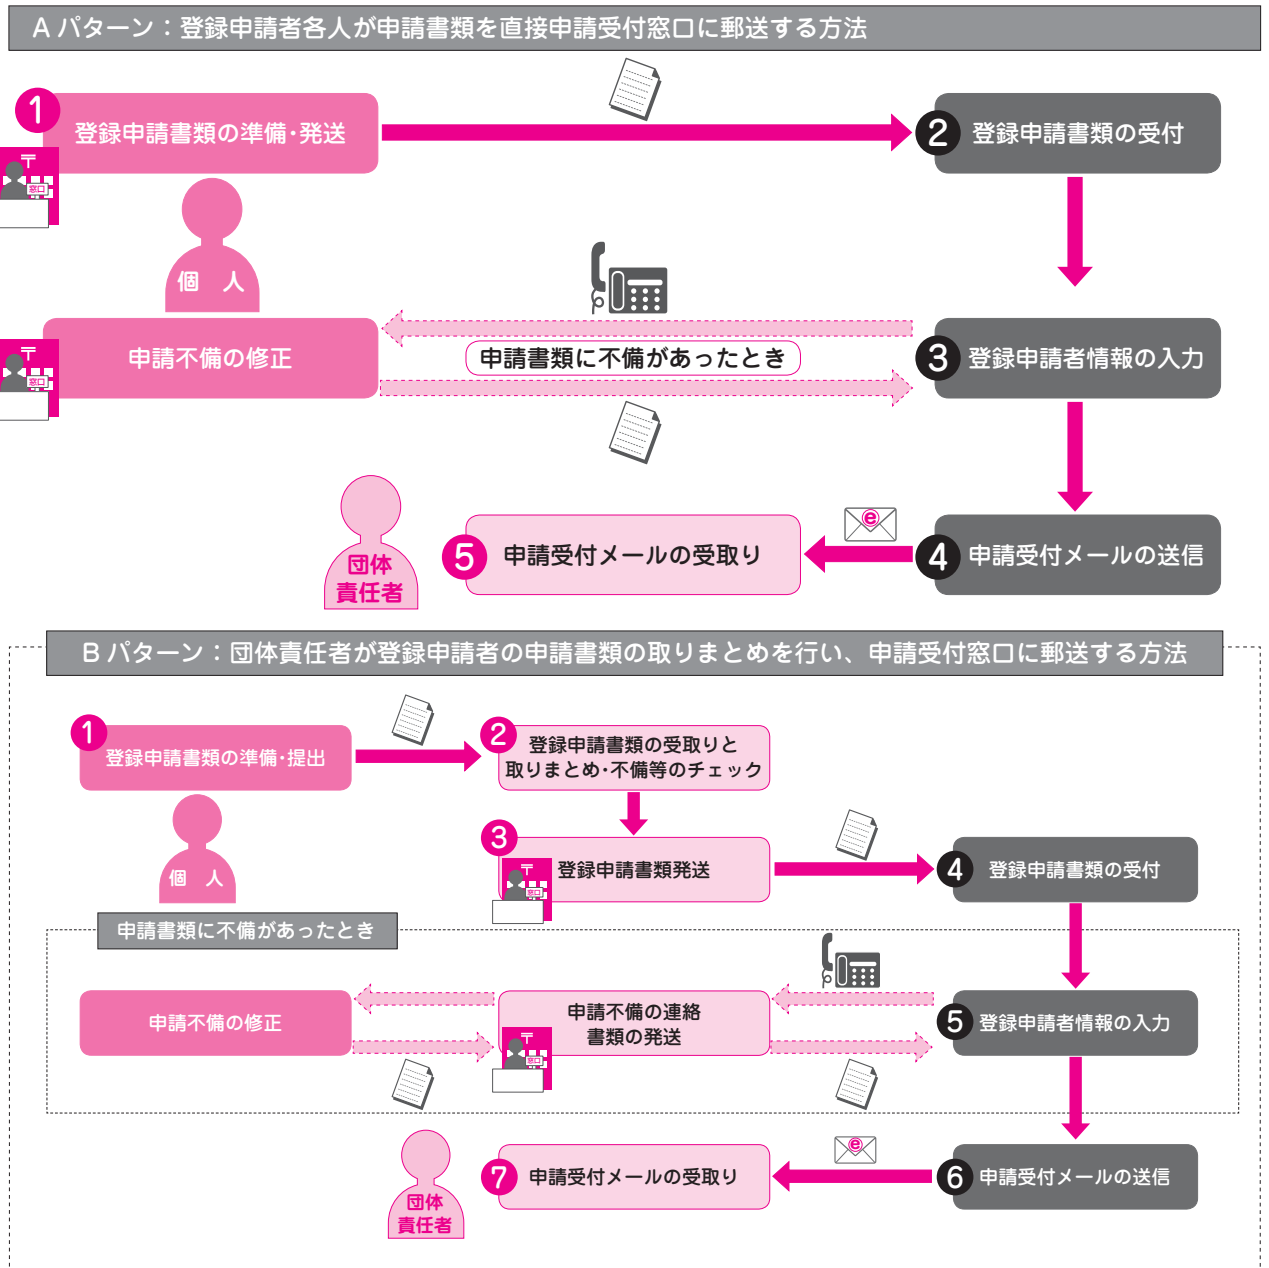 A パターン：登録申請者各人が申請書類を直接申請受付窓口に郵送する方法
1
登録申請書類の準備・発送
2
登録申請書類の受付
〒
窓口
個 人
申請不備の修正
〒
窓口
申請書類に不備があったとき
3
登録申請者情報の入力
団体
責任者
5
申請受付メールの受取り
e
4
申請受付メールの送信
B パターン：団体責任者が登録申請者の申請書類の取りまとめを行い、申請受付窓口に郵送する方法
1
登録申請書類の準備・提出
2
登録申請書類の受取りと
取りまとめ・不備等のチェック
個 人
3
登録申請書類発送
〒
窓口
4
登録申請書類の受付
申請書類に不備があったとき
申請不備の修正
申請不備の連絡
書類の発送
〒
窓口
5
登録申請者情報の入力
団体
責任者
7
申請受付メールの受取り
e
6
申請受付メールの送信